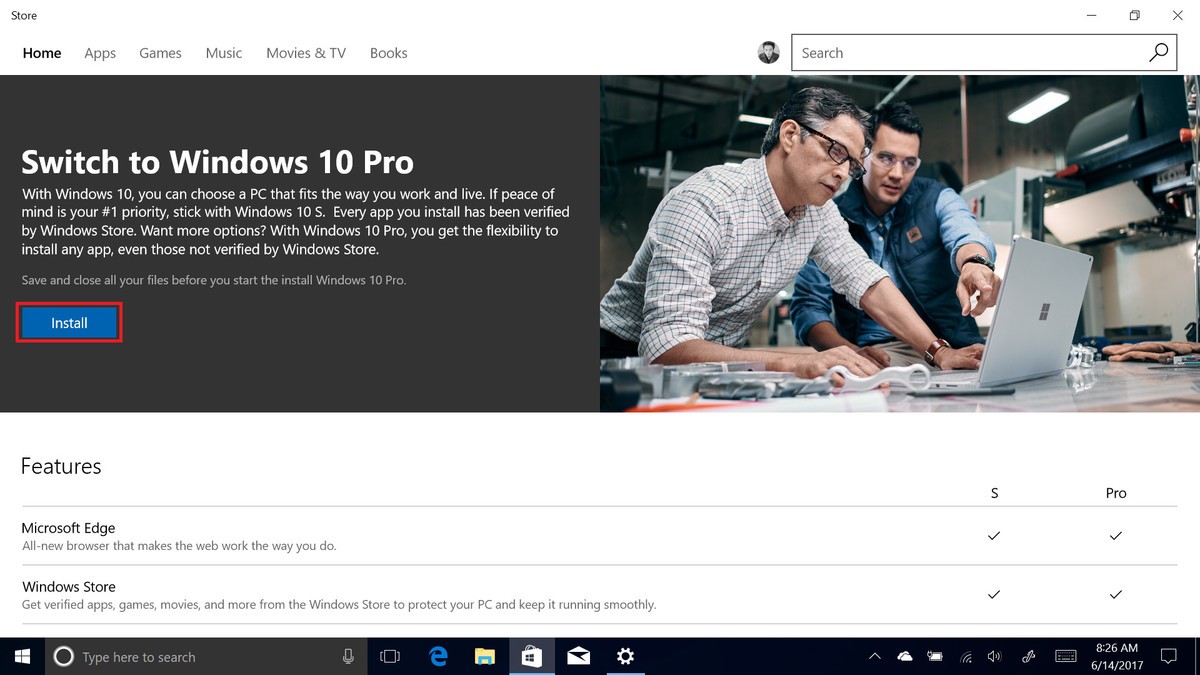 Store
Home Apps Games Music Movies & TV Books
Search
Switch to Windows 10 Pro
With Windows 10, you can choose a PC that fits the way you work and live. If peace of
mind is your #1 priority, stick with Windows 10 S.  Every app you install has been verified
by Windows Store. Want more options? With Windows 10 Pro, you get the flexibility to
install any app, even those not verified by Windows Store.
Save and close all your files before you start the install Windows 10 Pro.
Install
Features
S Pro
Microsoft Edge
All-new browser that makes the web work the way you do.
Windows Store
Get verified apps, games, movies, and more from the Windows Store to protect your PC and keep it running smoothly.
Type here to search
8:26 AM
6/14/2017